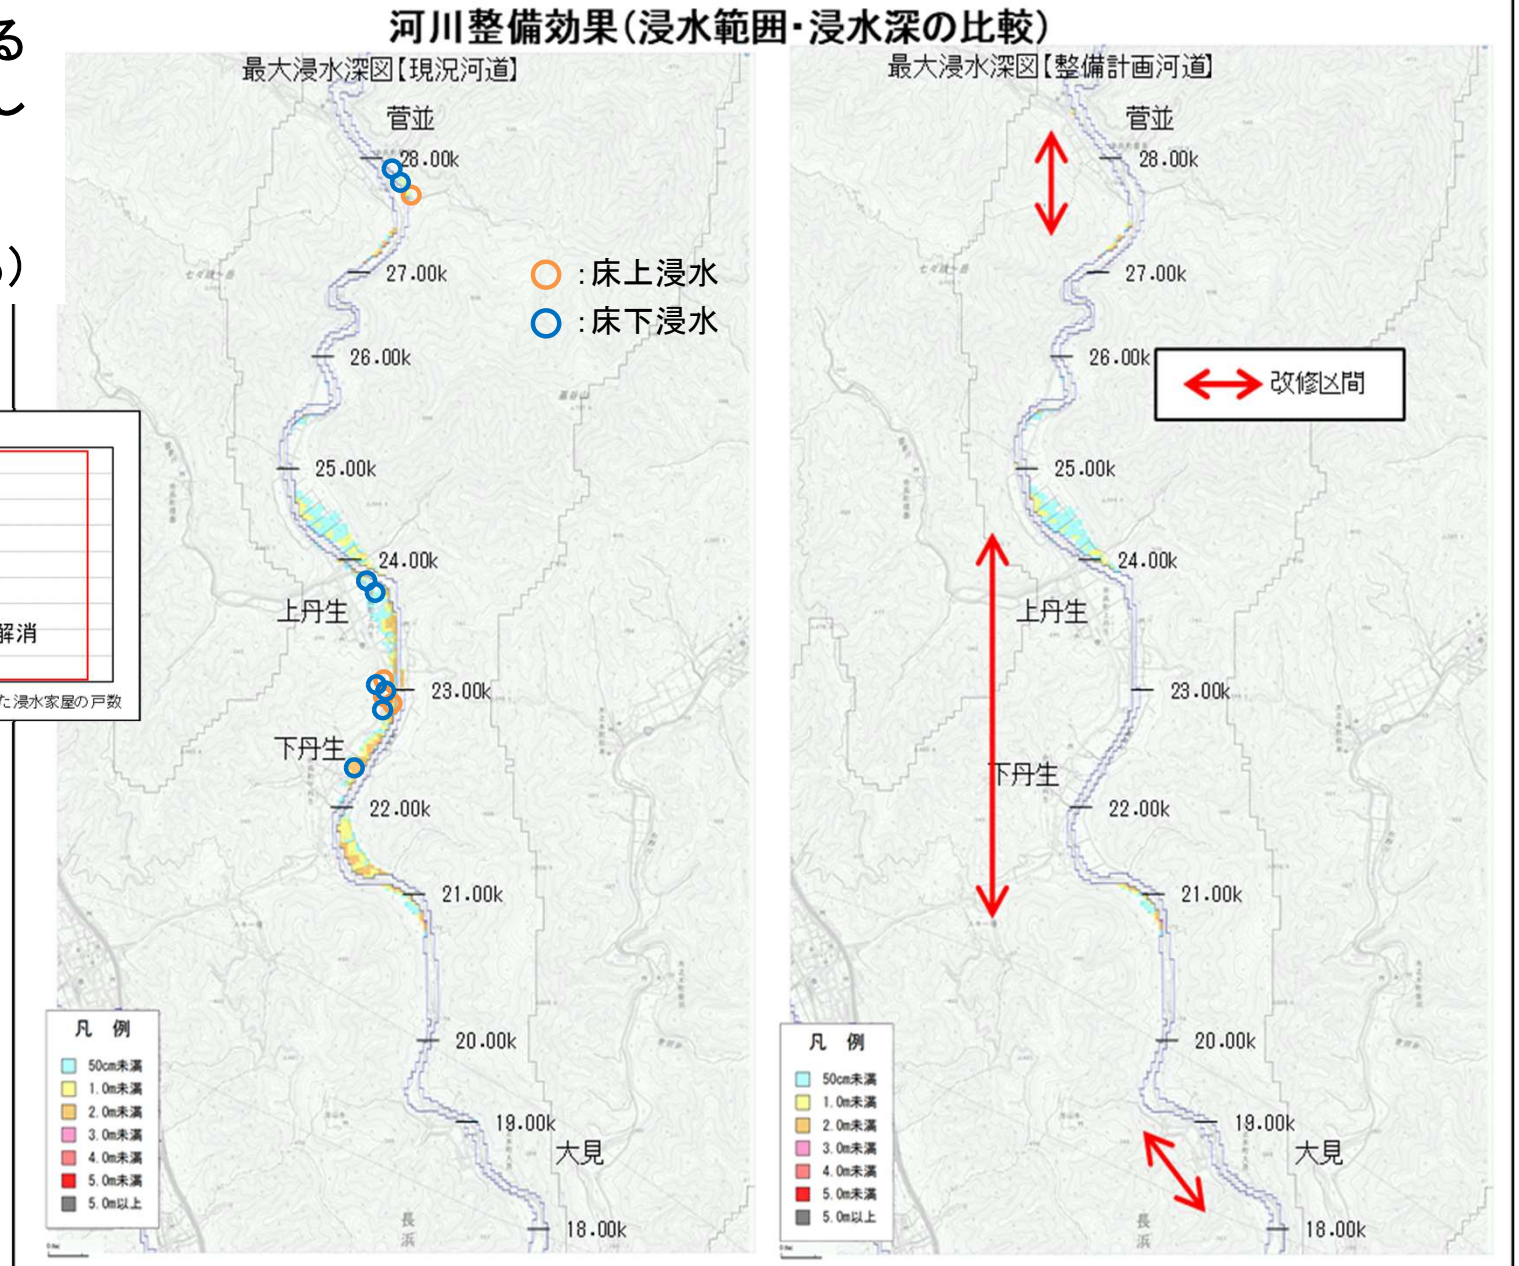 る
し
る）
解消
た浸水家屋の戸数
河川整備効果（浸水範囲・浸水深の比較）
最大浸水深図【現況河道】
菅並
28.00k
27.00k
：床上浸水
：床下浸水
26.00k
25.00k
24.00k
上丹生
23.00k
下丹生
22.00k
21.00k
20.00k
19.00k
大見
18.00k
長浜
凡 例
50cm未満
1.0m未満
2.0m未満
3.0m未満
4.0m未満
5.0m未満
5.0m以上
最大浸水深図【整備計画河道】
菅並
28.00k
27.00k
26.00k
改修区間
25.00k
24.00k
上丹生
23.00k
下丹生
22.00k
21.00k
20.00k
19.00k
大見
18.00k
長浜
凡 例
50cm未満
1.0m未満
2.0m未満
3.0m未満
4.0m未満
5.0m未満
5.0m以上